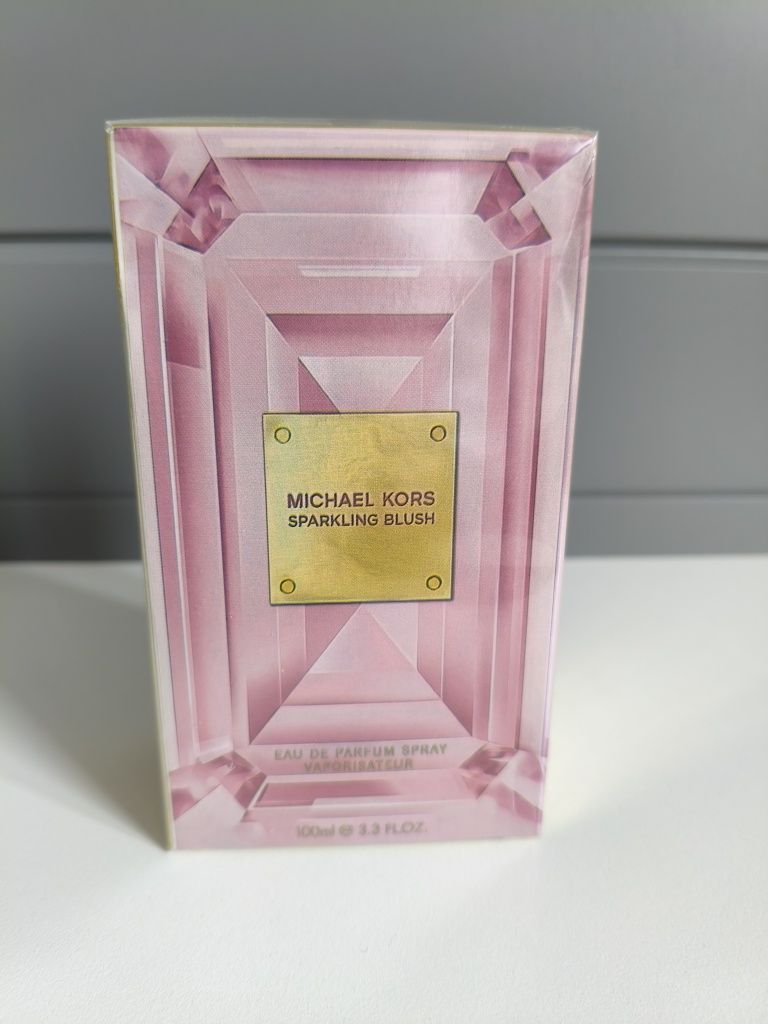 MICHAEL KORS
SPARKLING BLUSH
EAU DE PARFUM SPRAY
VAPORISATEUR
100ml ℮ 3.3 FL.OZ.